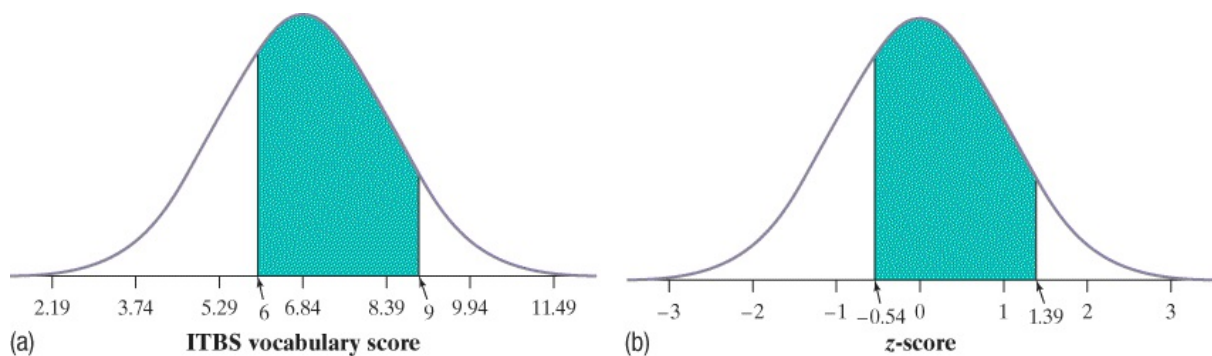 2.19 3.74 5.29 6 6.84 8.39 9 9.94 11.49
(a) ITBS vocabulary score
−3 −2 −1 −0.54 0 1 1.39 2 3
(b) z-score